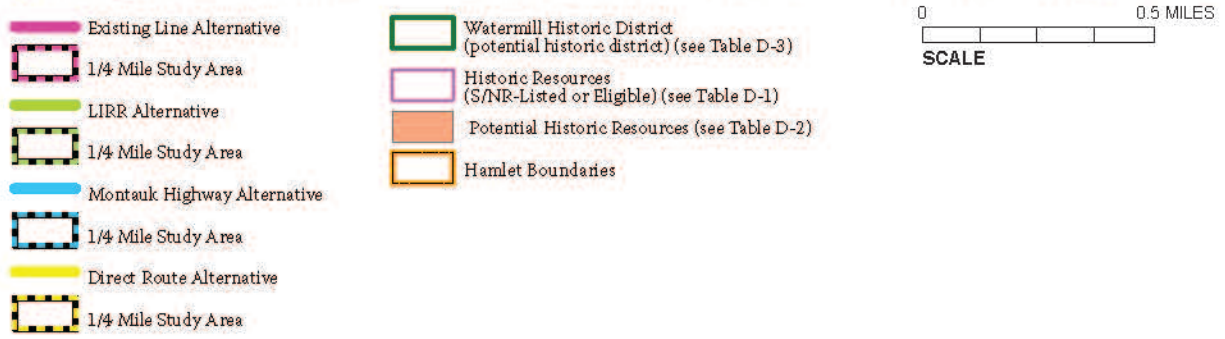 Existing Line Alternative
1/4 Mile Study Area
LIRR Alternative
1/4 Mile Study Area
Montauk Highway Alternative
1/4 Mile Study Area
Direct Route Alternative
1/4 Mile Study Area
Watermill Historic District
(potential historic district) (see Table D-3)
Historic Resources
(S/NR-Listed or Eligible) (see Table D-1)
Potential Historic Resources (see Table D-2)
Hamlet Boundaries
0 0.5 MILES
SCALE